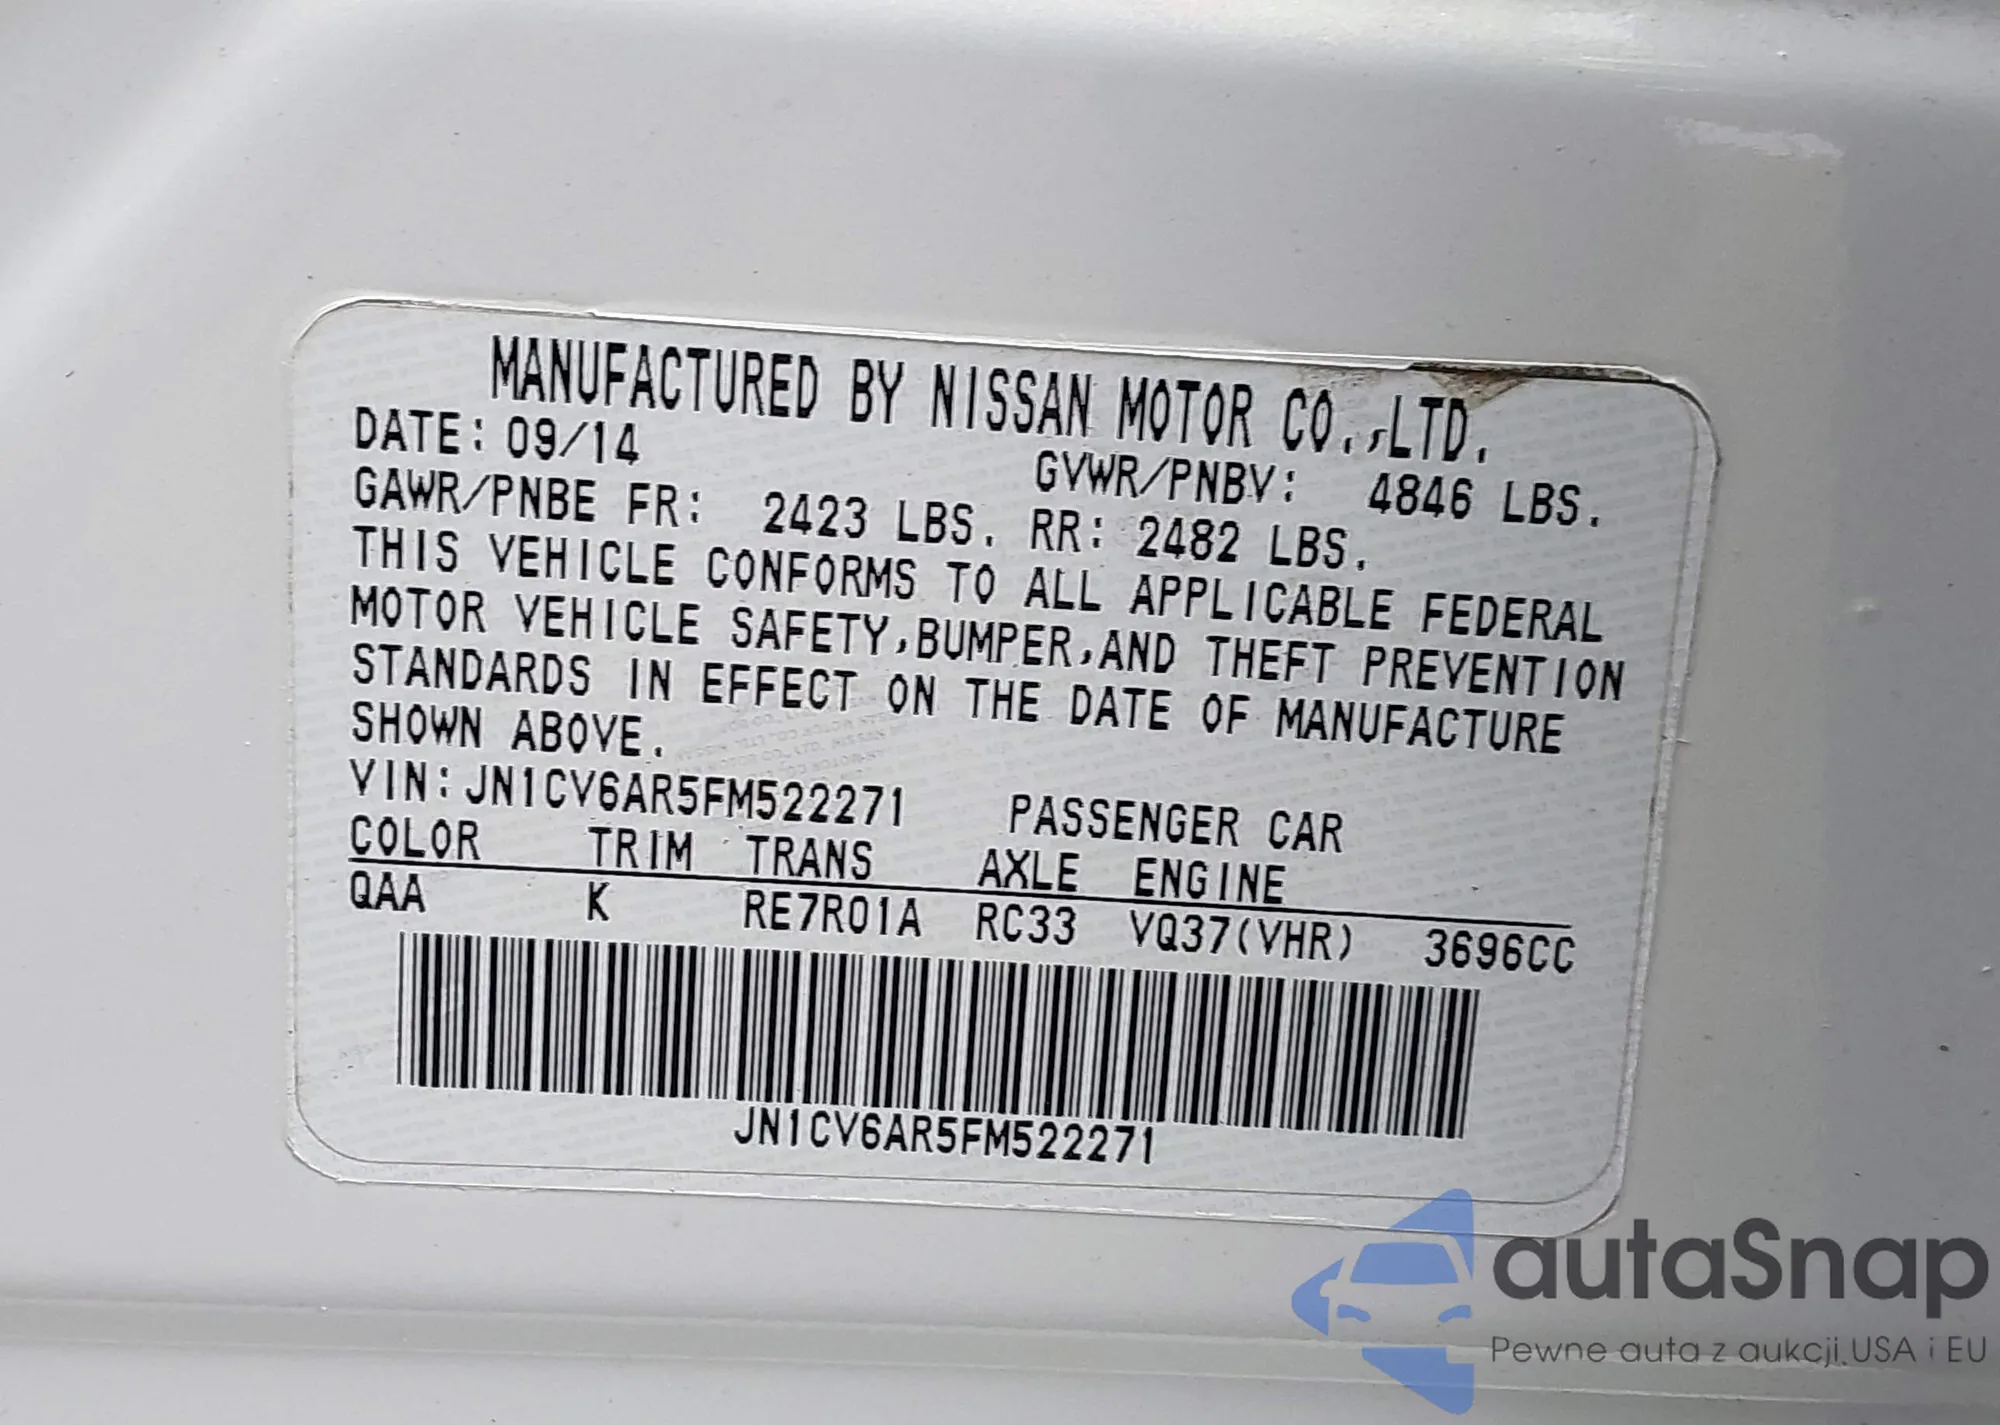 MANUFACTURED BY NISSAN MOTOR CO.,LTD.
DATE: 09/14 GVWR/PNBV: 4846 LBS.
GAWR/PNBE FR: 2423 LBS. RR: 2482 LBS.
THIS VEHICLE CONFORMS TO ALL APPLICABLE FEDERAL
MOTOR VEHICLE SAFETY,BUMPER,AND THEFT PREVENTION
STANDARDS IN EFFECT ON THE DATE OF MANUFACTURE
SHOWN ABOVE.
VIN:JN1CV6AR5FM522271 PASSENGER CAR
COLOR TRIM TRANS AXLE ENGINE
QAA K RE7R01A RC33 VQ37(VHR) 3696CC
JN1CV6AR5FM522271
autaSnap
Pewne auta z aukcji USA i EU